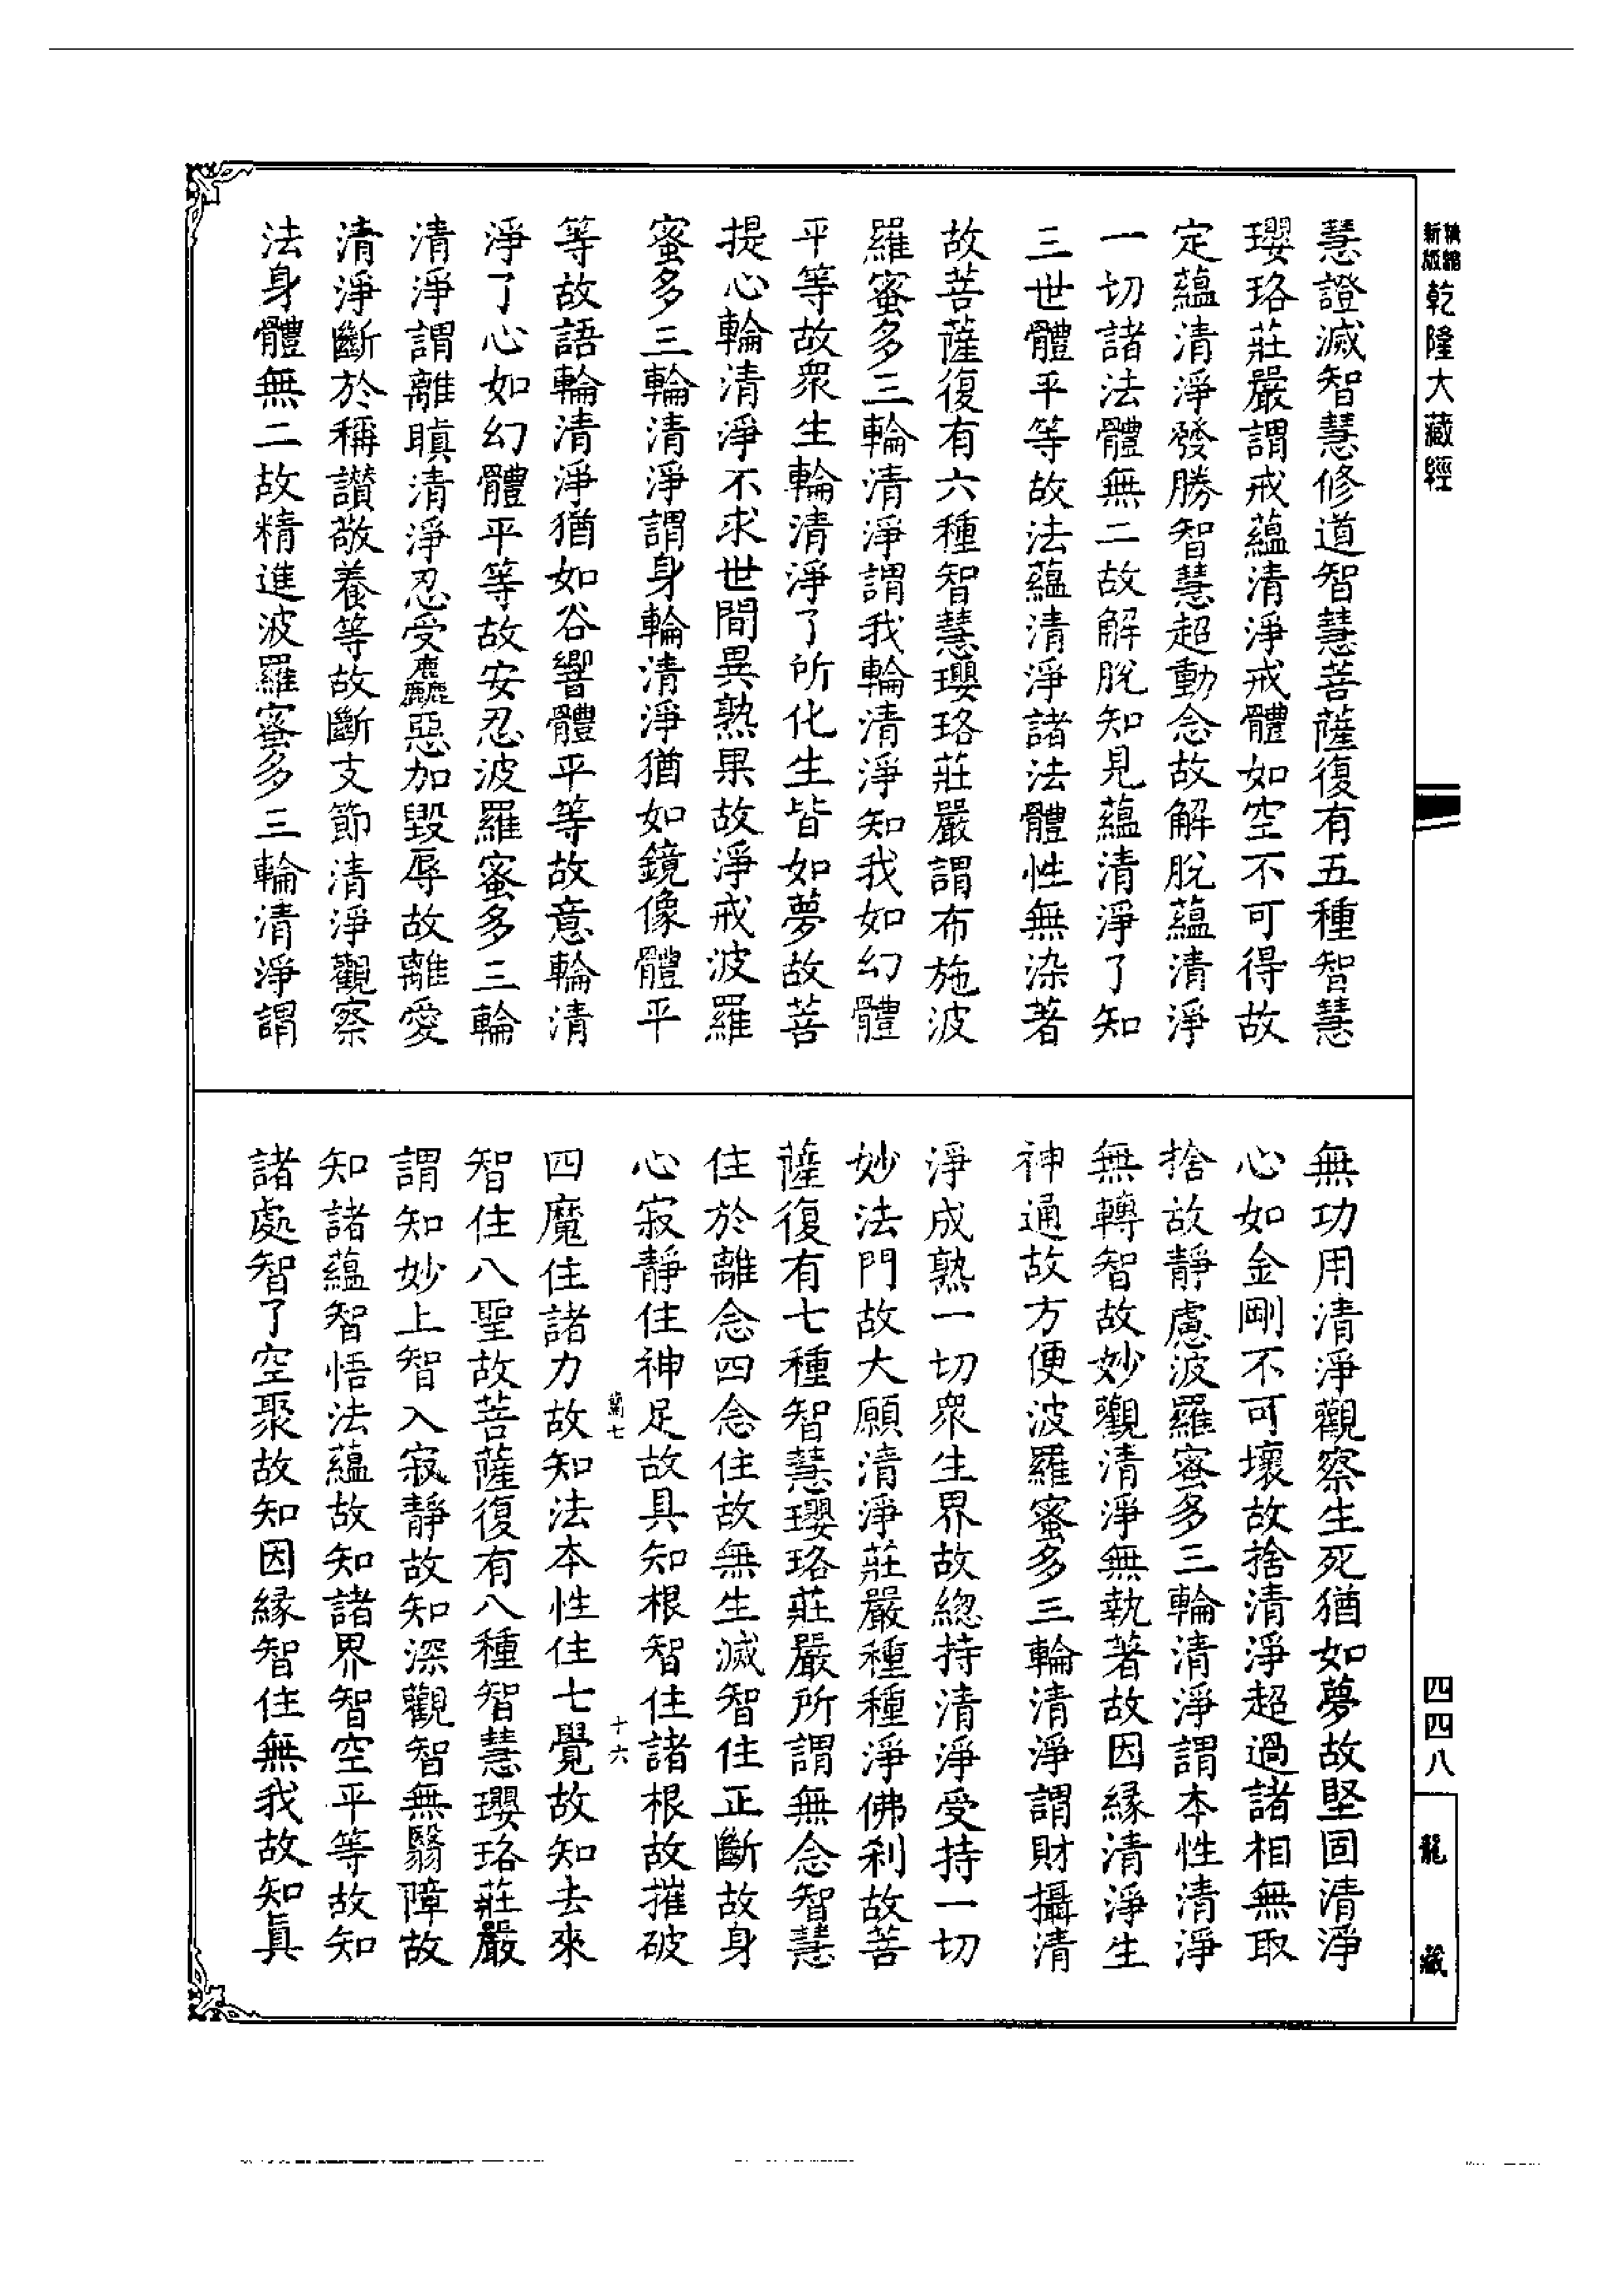 新版精縮乾隆大藏經
慧證滅智慧修道智慧菩薩復有五種智慧
瓔珞莊嚴謂戒蘊清淨戒體如空不可得故
定蘊清淨發勝智慧超動念故解脫蘊清淨
一切諸法體無二故解脫知見蘊清淨了知
三世體平等故法蘊清淨諸法體性無染著
故菩薩復有六種智慧瓔珞莊嚴謂布施波
羅蜜多三輪清淨謂我輪清淨知我如幻體
平等故眾生輪清淨了所化生皆如夢故菩
提心輪清淨不求世間異熟果故淨戒波羅
蜜多三輪清淨謂身輪清淨猶如鏡像體平
等故語輪清淨猶如谷響體平等故意輪清
淨了心如幻體平等故安忍波羅蜜多三輪
清淨謂離瞋清淨忍受麤惡加毀辱故離愛
清淨斷於稱讚敬養等故斷支節清淨觀察
法身體無二故精進波羅蜜多三輪清淨謂
無功用清淨觀察生死猶如夢故堅固清淨
心如金剛不可壞故捨清淨超過諸相無取
捨故靜慮波羅蜜多三輪清淨謂本性清淨
無轉智故妙觀清淨無執著故因緣清淨生
神通故方便波羅蜜多三輪清淨謂財攝清
淨成熟一切眾生界故總持清淨受持一切
妙法門故大願清淨莊嚴種種淨佛剎故菩
薩復有七種智慧瓔珞莊嚴所謂無念智慧
住於離念四念住故無生滅智住正斷故身
心寂靜住神足故具知根智住諸根故摧破
蘭七 十六
四魔住諸力故知法本性住七覺故知去來
智住八聖故菩薩復有八種智慧瓔珞莊嚴
謂知妙上智入寂靜故知深觀智無翳障故
知諸蘊智悟法蘊故知諸界智空平等故知
諸處智了空聚故知因緣智住無我故知真
四四八
龍藏